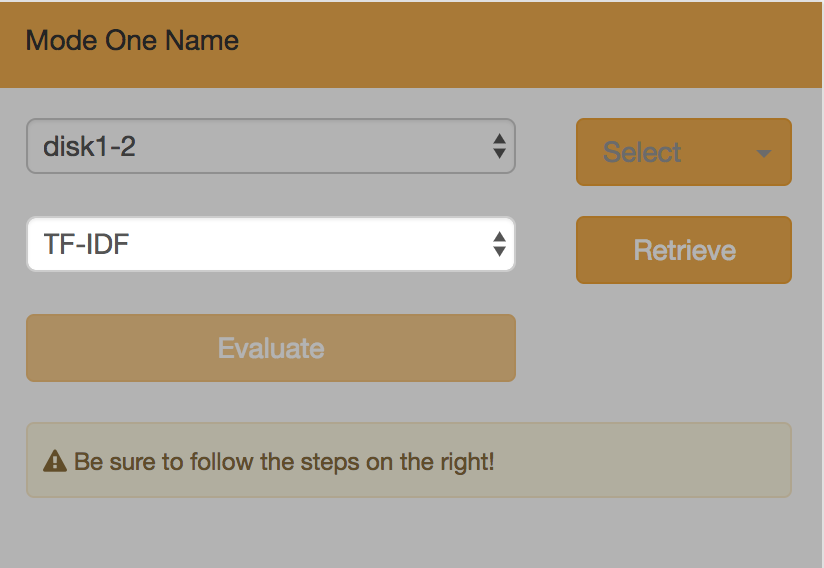 Mode One Name
disk1-2
Select
TF-IDF
Retrieve
Evaluate
Be sure to follow the steps on the right!